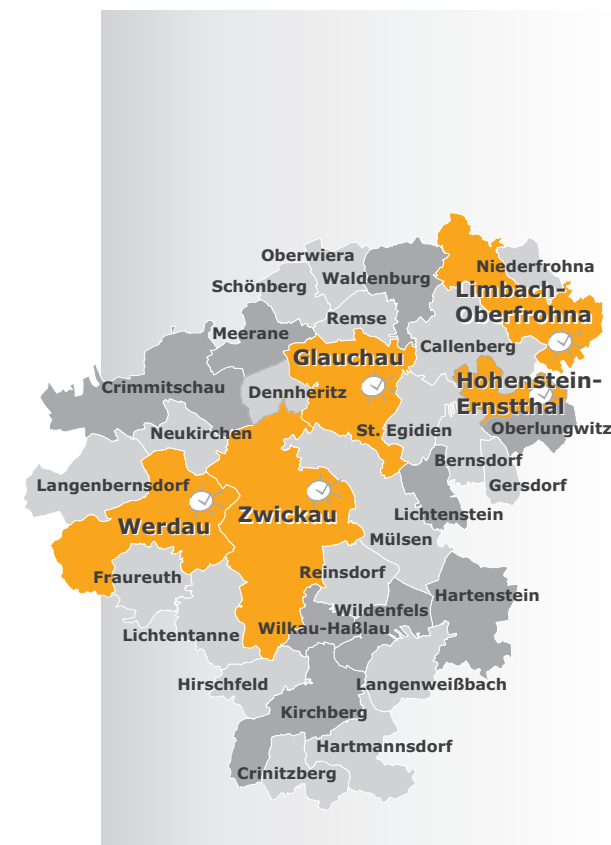 Oberwiera
Niederfrohna
Schönberg
Waldenburg
Limbach-
Oberfrohna
Remse
Meerane
Callenberg
Glauchau
Hohenstein-
Ernstthal
Crimmitschau
Dennheritz
St. Egidien
Oberlungwitz
Neukirchen
Bernsdorf
Langenbernsdorf
Gersdorf
Werdau
Zwickau
Lichtenstein
Mülsen
Reinsdorf
Fraureuth
Hartenstein
Wildenfels
Lichtentanne
Wilkau-Haßlau
Hirschfeld
Langenweißbach
Kirchberg
Hartmannsdorf
Crinitzberg